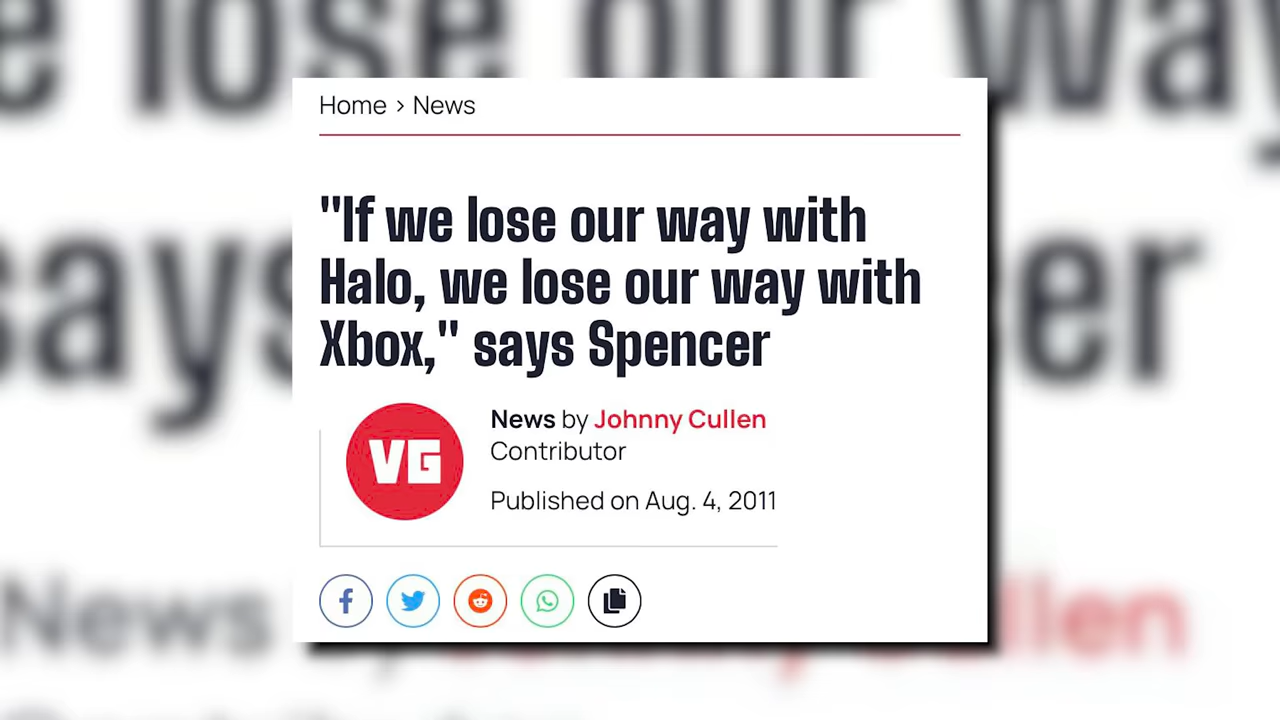 Home > News
"If we lose our way with
Halo, we lose our way with
Xbox," says Spencer
VG
News by Johnny Cullen
Contributor
Published on Aug. 4, 2011